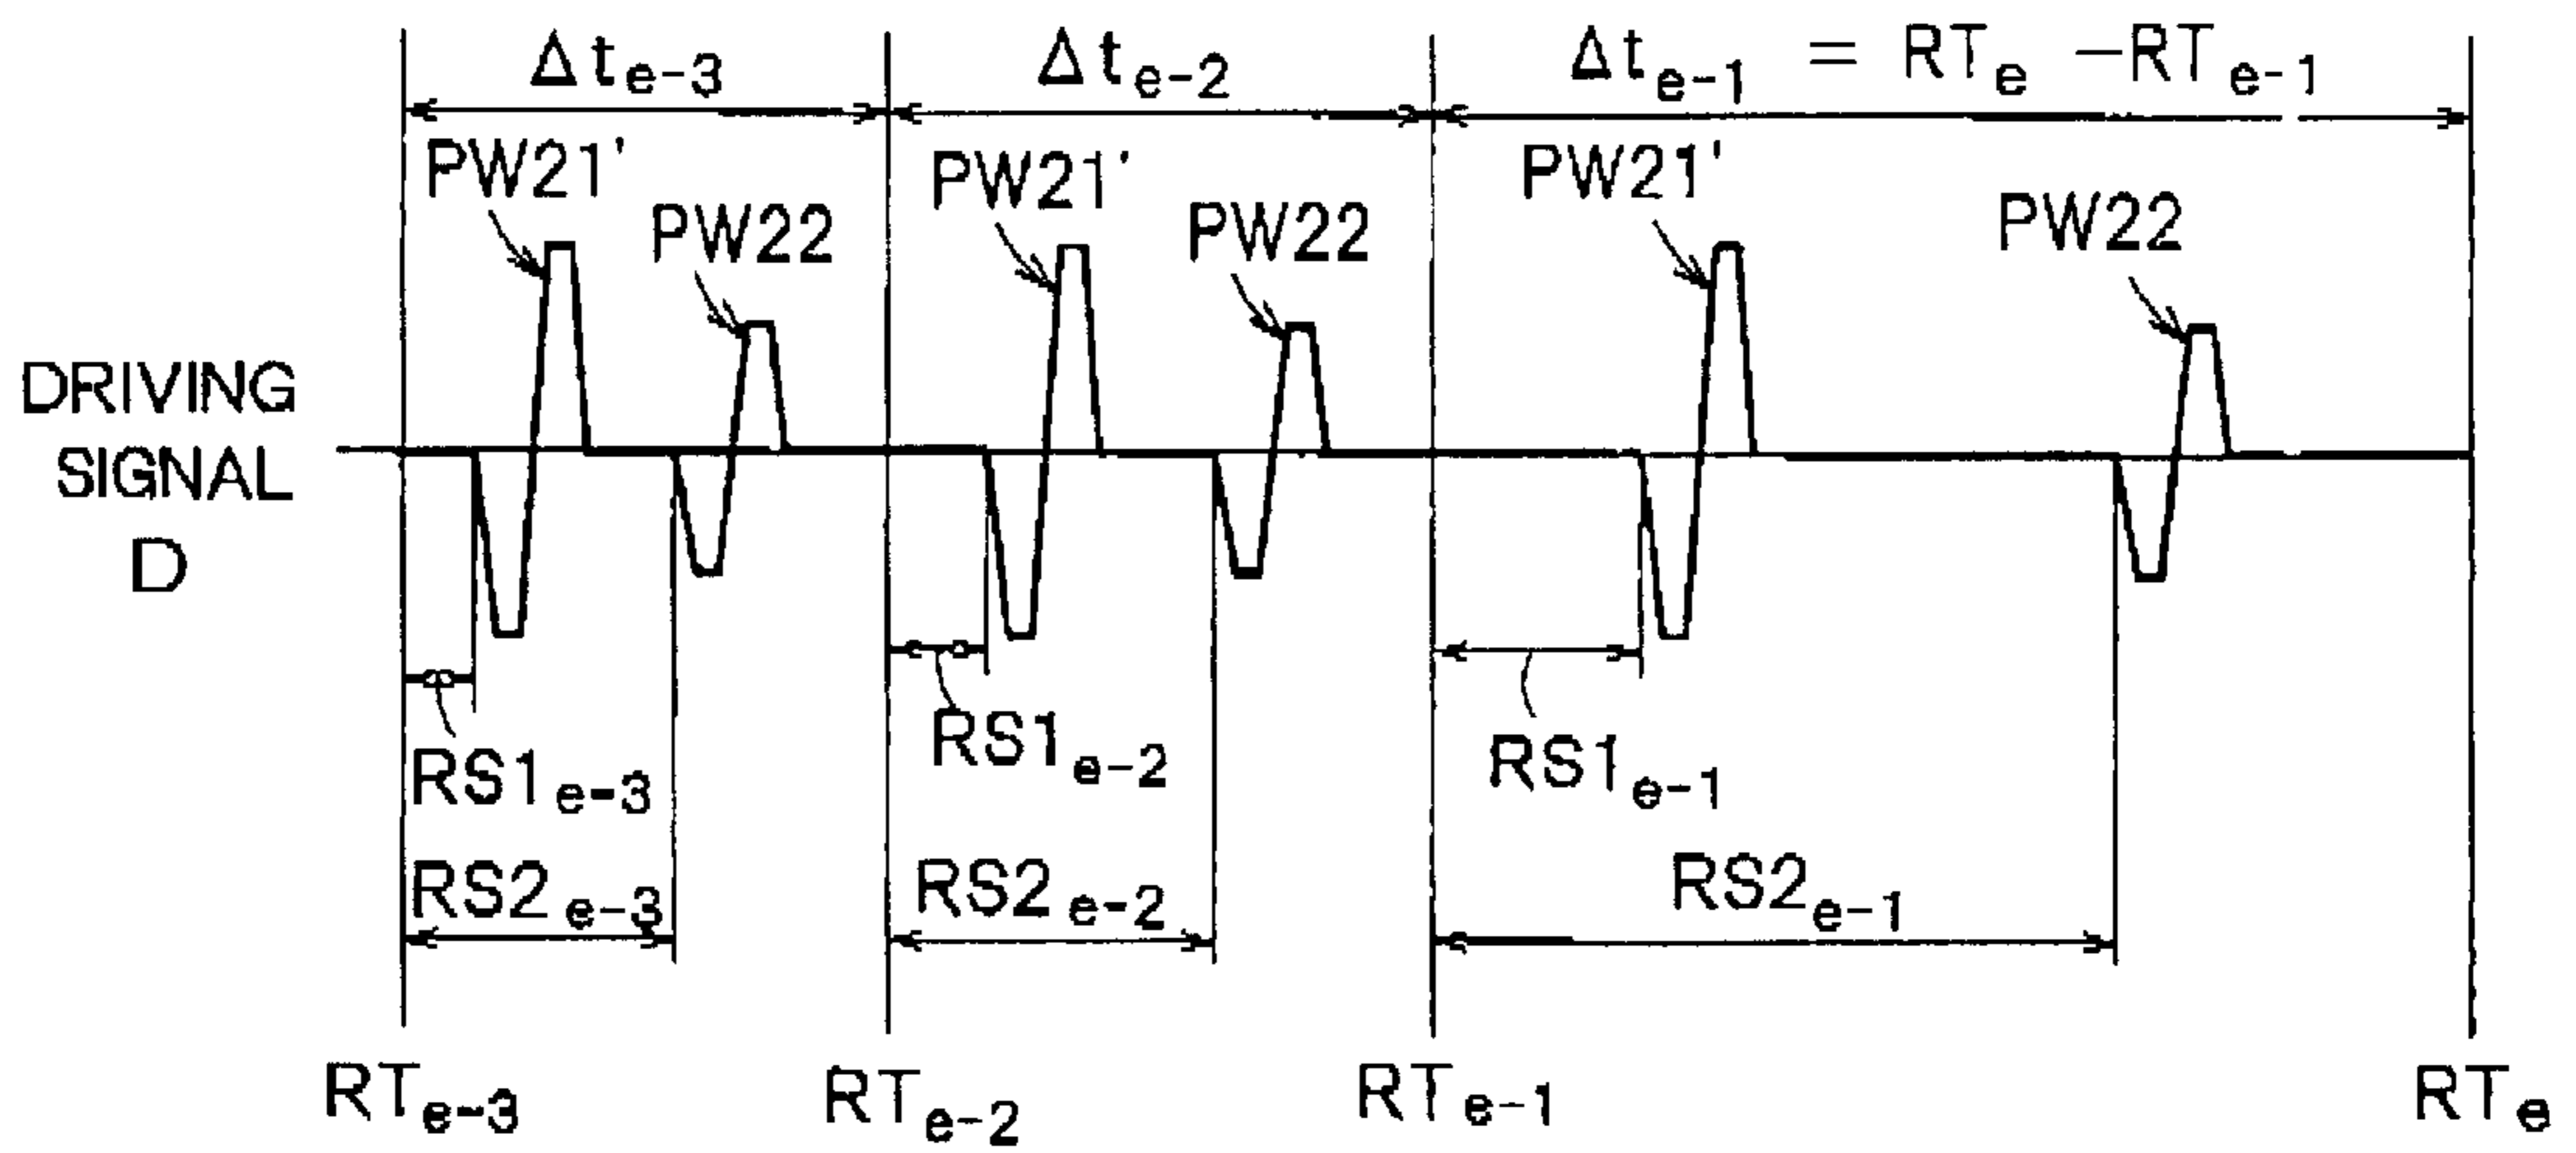 Δt e-3 Δt e-2 Δt e-1 = RT e -RT e-1
PW21' PW21' PW21'
PW22 PW22 PW22
DRIVING
SIGNAL
D
RS1 e-3 RS1 e-2 RS1 e-1
RS2 e-3 RS2 e-2 RS2 e-1
RT e-3 RT e-2 RT e-1 RT e